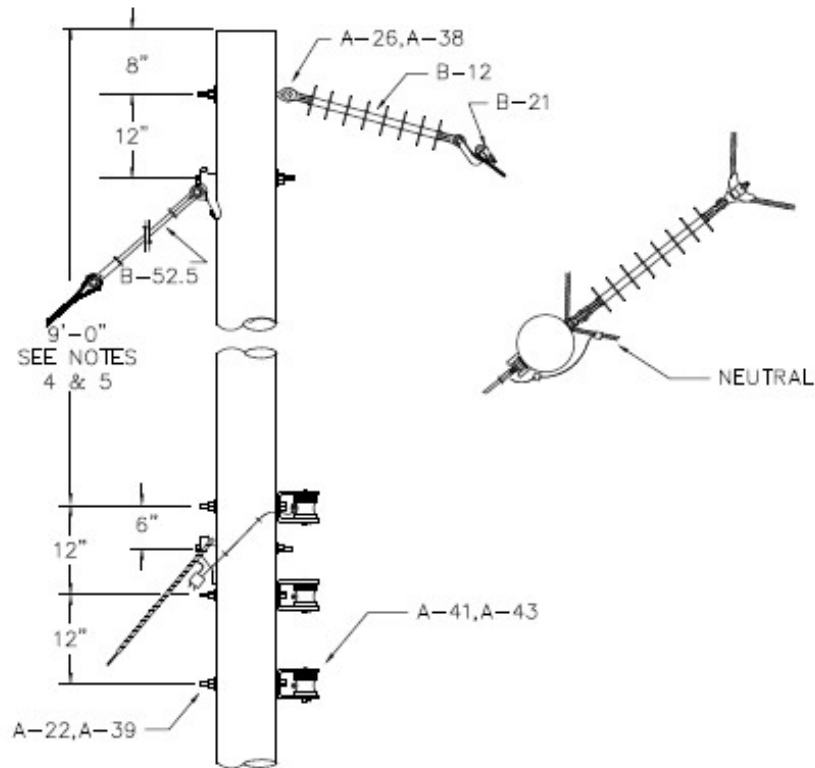 A-26,A-38
8"
B-12
B-21
12"
B-52.5
9'-0"
SEE NOTES
4 & 5
NEUTRAL
6"
12"
12"
A-41,A-43
A-22,A-39